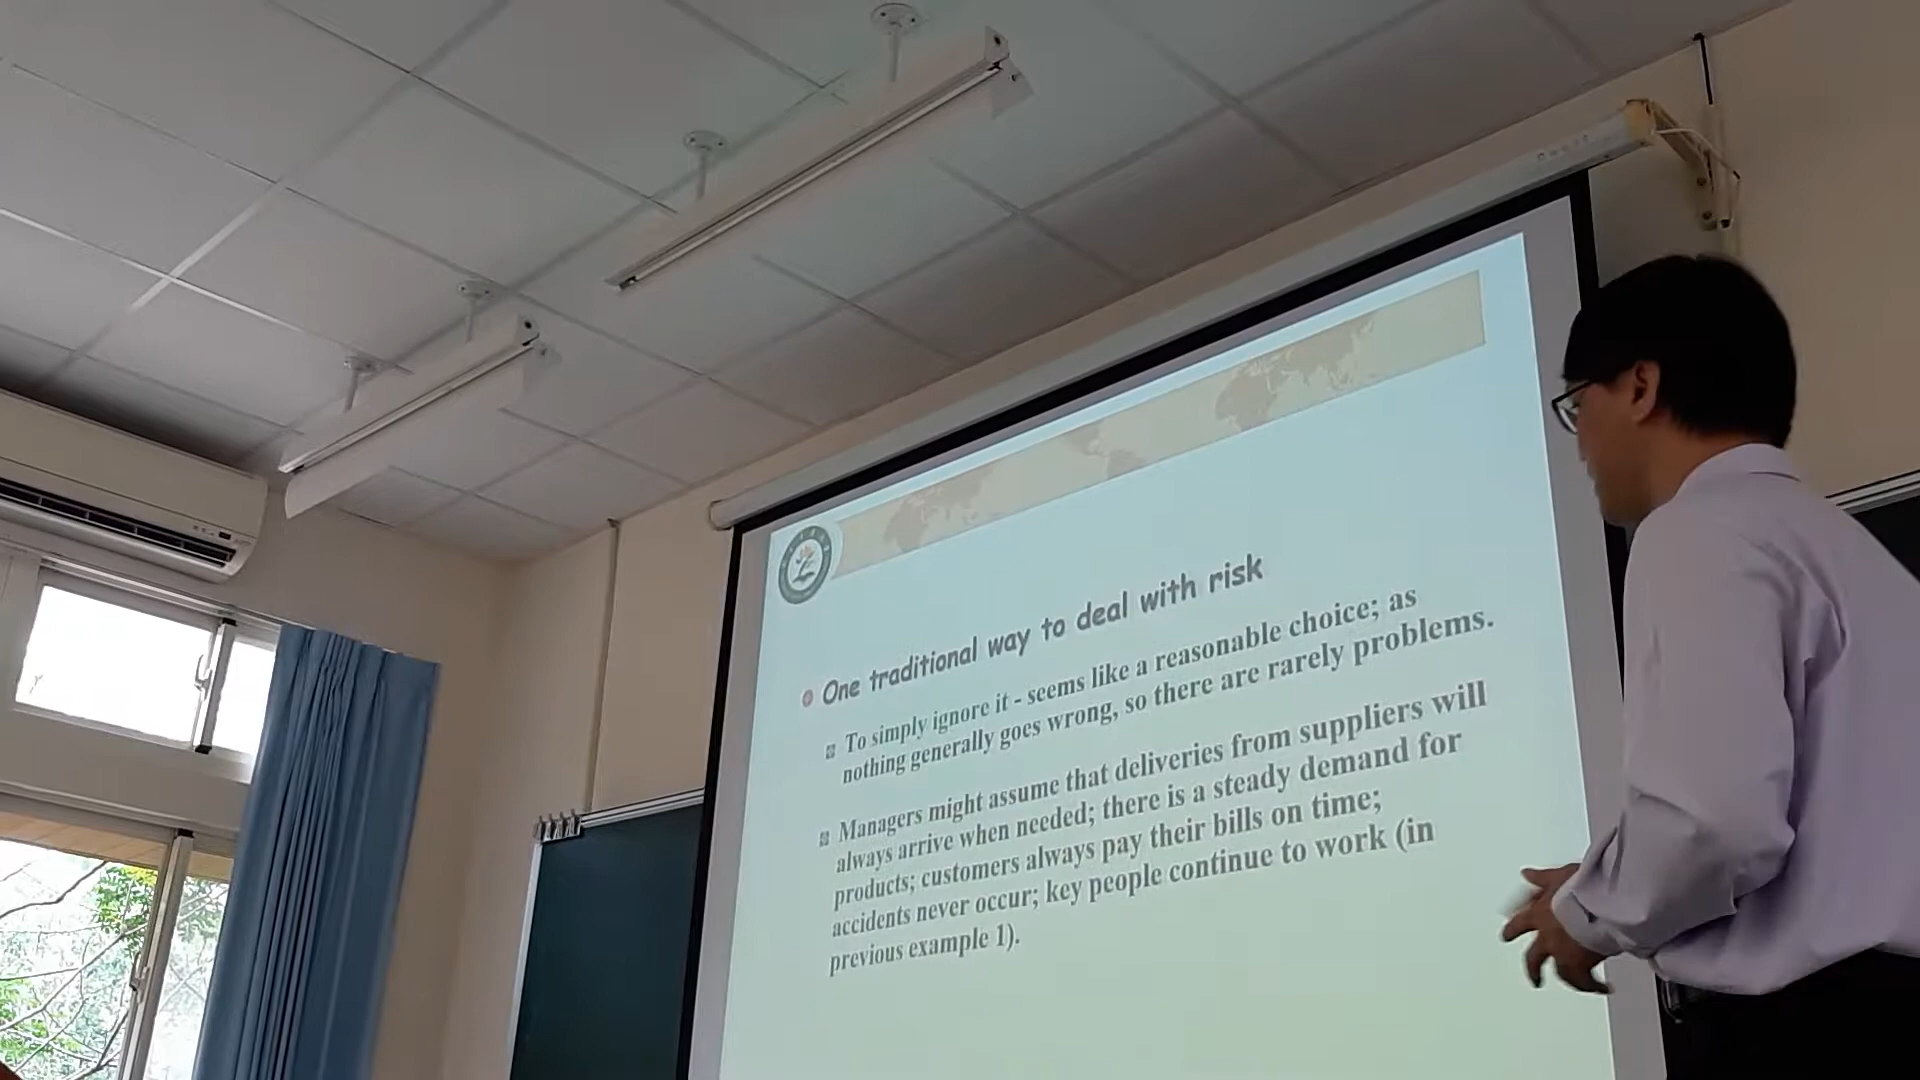 One traditional way to deal with risk
To simply ignore it - seems like a reasonable choice; as
nothing generally goes wrong, so there are rarely problems.
Managers might assume that deliveries from suppliers will
always arrive when needed; there is a steady demand for
products; customers always pay their bills on time;
accidents never occur; key people continue to work (in
previous example 1).